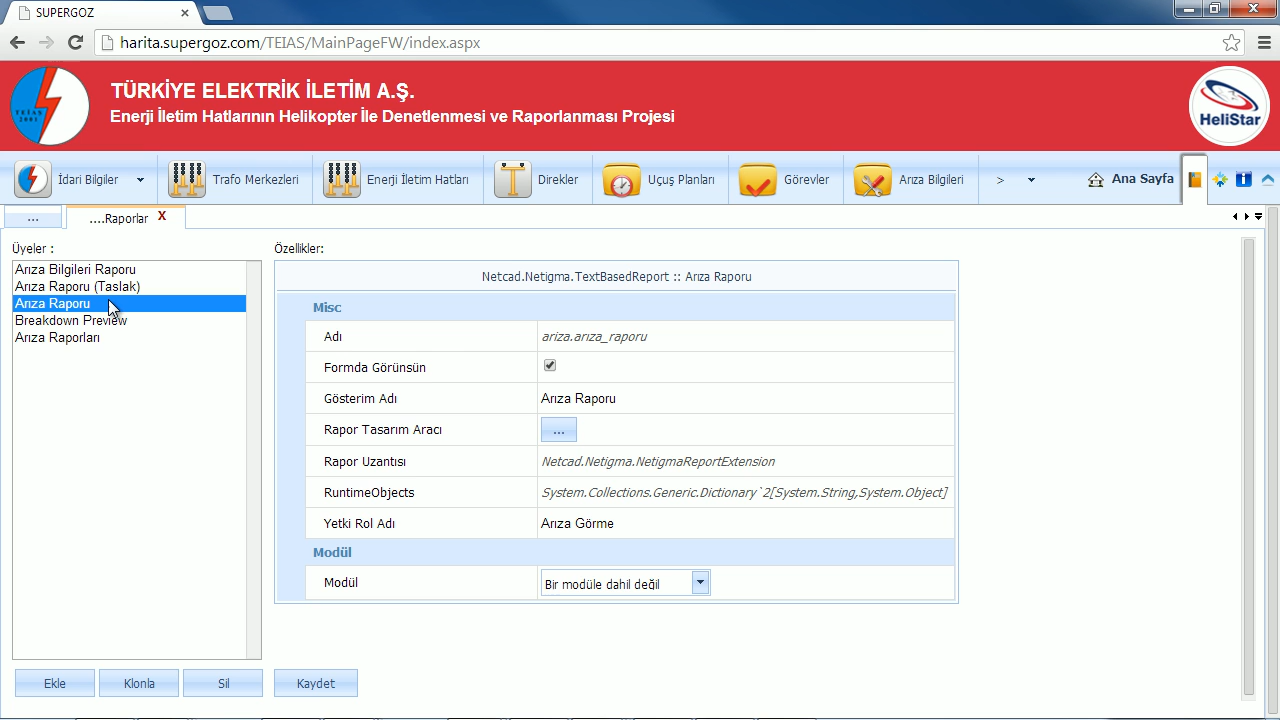 SUPERGOZ
harita.supergoz.com/TEIAS/MainPageFW/index.aspx
TEIAS
2001
TÜRKİYE ELEKTRİK İLETİM A.Ş.
Enerji İletim Hatlarının Helikopter İle Denetlenmesi ve Raporlanması Projesi
HeliStar
İdari Bilgiler
Trafo Merkezleri
Enerji İletim Hatları
Direkler
Uçuş Planları
Görevler
Arıza Bilgileri
>
Ana Sayfa
...
....Raporlar X
Üyeler :
Özellikler:
Arıza Bilgileri Raporu
Arıza Raporu (Taslak)
Arıza Raporu
Breakdown Preview
Arıza Raporları
Netcad.Netigma.TextBasedReport :: Arıza Raporu
Misc
Adı ariza.arıza_raporu
Formda Görünsün
Gösterim Adı Arıza Raporu
Rapor Tasarım Aracı ...
Rapor Uzantısı Netcad.Netigma.NetigmaReportExtension
RuntimeObjects System.Collections.Generic.Dictionary`2[System.String,System.Object]
Yetki Rol Adı Arıza Görme
Modül
Modül Bir modüle dahil değil
Ekle Klonla Sil Kaydet